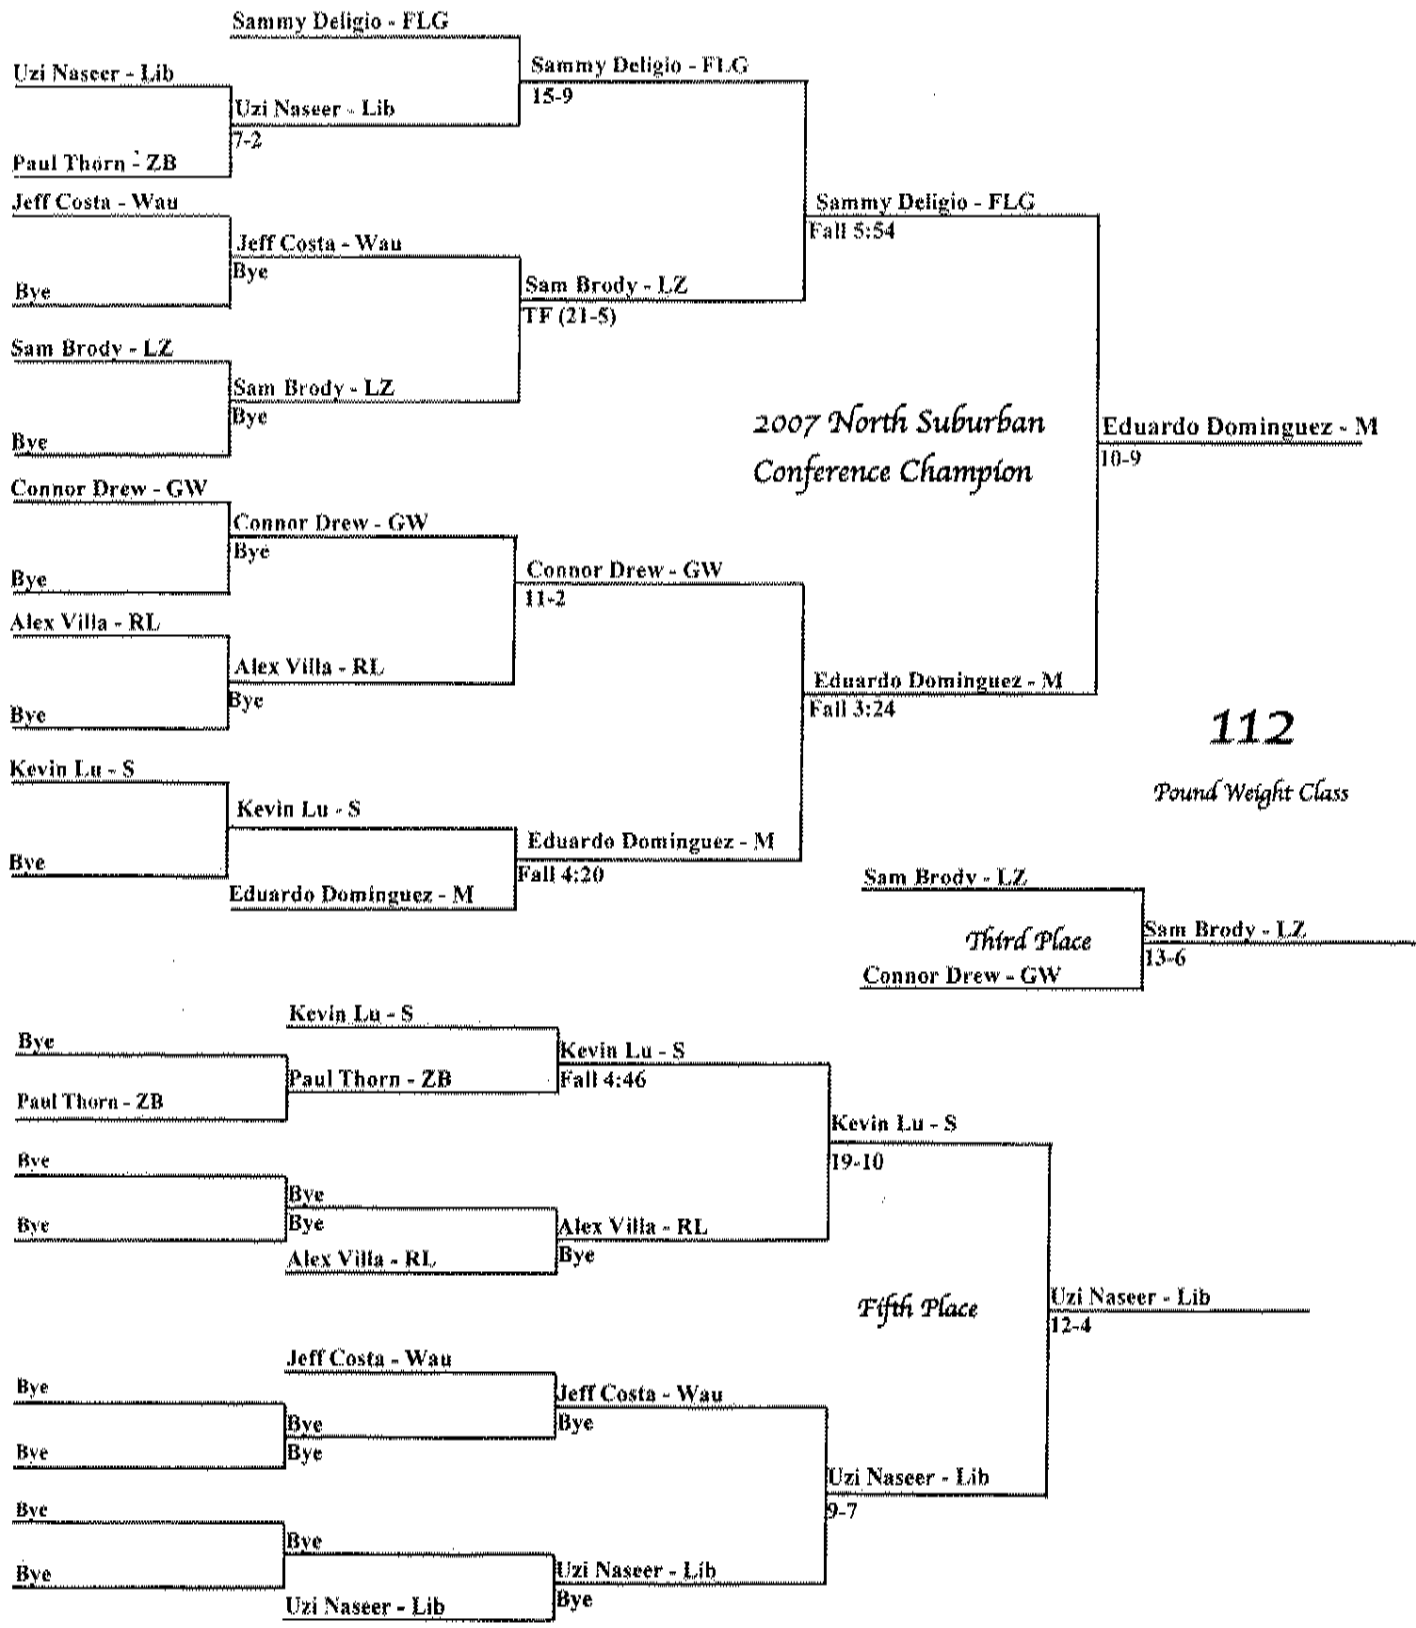 Sammy Deligio - FLG
Uzi Naseer - Lib
Sammy Deligio - FLG
15-9
Uzi Naseer - Lib
7-2
Paul Thorn - ZB
Jeff Costa - Wau
Sammy Deligio - FLG
Fall 5:54
Jeff Costa - Wau
Bye
Bye
Sam Brody - LZ
TF (21-5)
Sam Brody - LZ
Sam Brody - LZ
Bye
Bye
2007 North Suburban
Conference Champion
Eduardo Dominguez - M
10-9
Connor Drew - GW
Connor Drew - GW
Bye
Bye
Connor Drew - GW
11-2
Alex Villa - RL
Alex Villa - RL
Bye
Bye
Eduardo Dominguez - M
Fall 3:24
112
Pound Weight Class
Kevin Lu - S
Kevin Lu - S
Bye
Eduardo Dominguez - M
Fall 4:20
Eduardo Dominguez - M
Sam Brody - LZ
Third Place
Sam Brody - LZ
13-6
Connor Drew - GW
Kevin Lu - S
Bye
Kevin Lu - S
Fall 4:46
Paul Thorn - ZB
Paul Thorn - ZB
Kevin Lu - S
19-10
Bye
Bye
Bye
Bye
Alex Villa - RL
Bye
Alex Villa - RL
Fifth Place
Uzi Naseer - Lib
12-4
Jeff Costa - Wau
Bye
Jeff Costa - Wau
Bye
Bye
Bye
Bye
Uzi Naseer - Lib
9-7
Bye
Bye
Bye
Uzi Naseer - Lib
Bye
Uzi Naseer - Lib